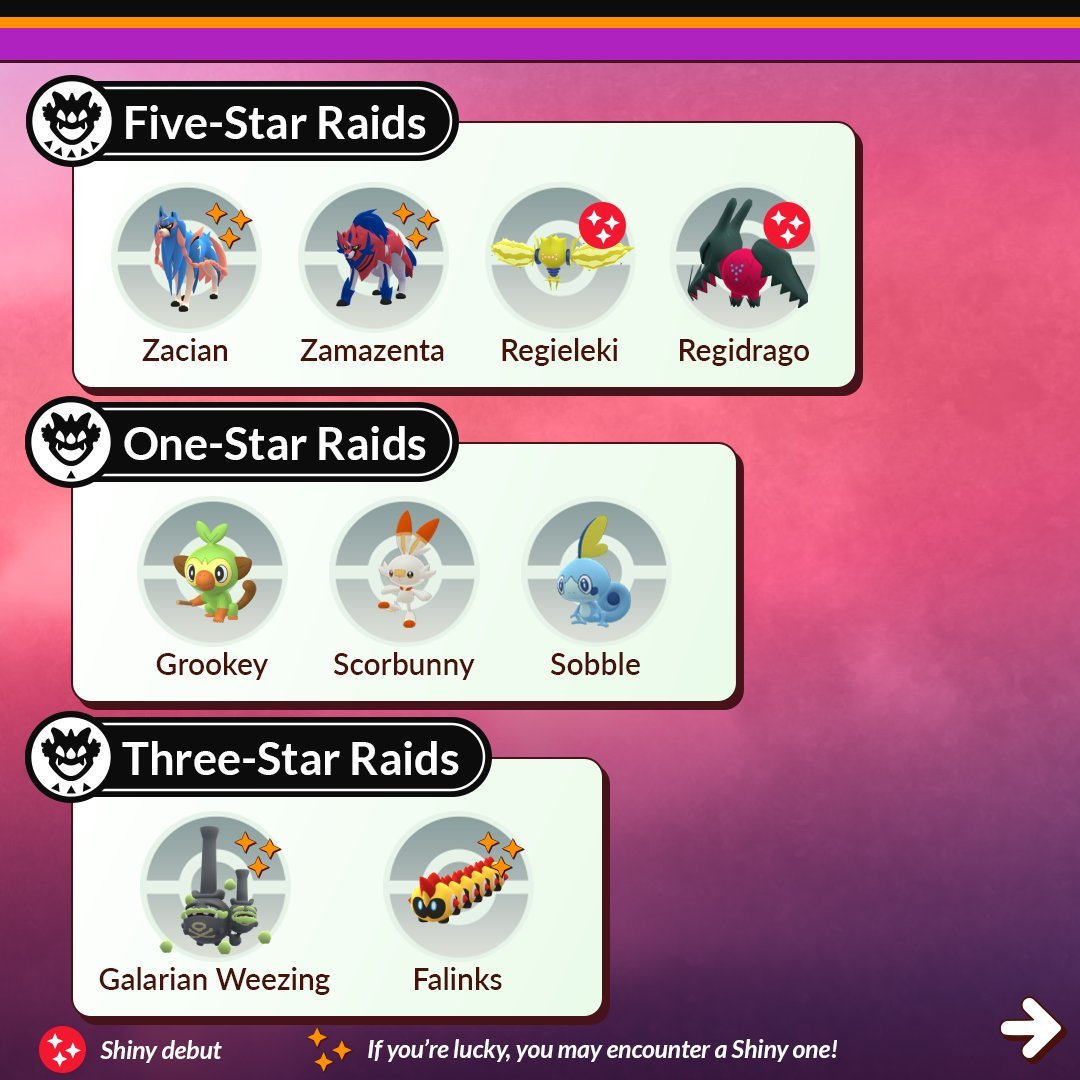 Five-Star Raids
Zacian Zamazenta Regieleki Regidrago
One-Star Raids
Grookey Scorbunny Sobble
Three-Star Raids
Galarian Weezing Falinks
Shiny debut If you're lucky, you may encounter a Shiny one!